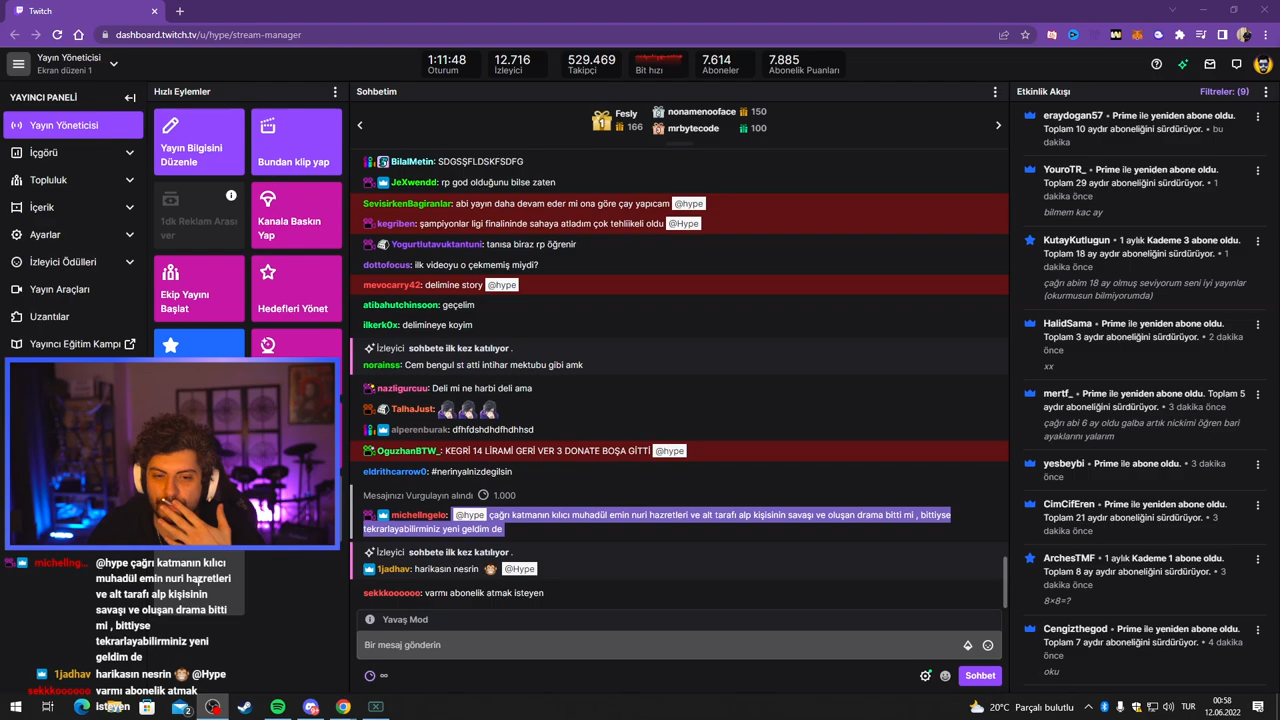 Twitch
dashboard.twitch.tv/u/hype/stream-manager
Yayın Yöneticisi
Ekran düzeni 1
1:11:48
Oturum
12.716
İzleyici
529.469
Takipçi
Bit hızı
7.614
Aboneler
7.885
Abonelik Puanları
YAYINCI PANELİ
Yayın Yöneticisi
İçgörü
Topluluk
İçerik
Ayarlar
İzleyici Ödülleri
Yayın Araçları
Uzantılar
Yayıncı Eğitim Kampı
Hızlı Eylemler
Yayın Bilgisini
Düzenle
Bundan klip yap
1dk Reklam Arası
ver
Kanala Baskın
Yap
Ekip Yayını
Başlat
Hedefleri Yönet
michellng...
@hype çağrı katmanın kılıcı
muhadül emin nuri hazretleri
ve alt tarafı alp kişisinin
savaşı ve oluşan drama bitti
mi , bittiyse
tekrarlayabilirminiz yeni
geldim de
1jadhav harikasın nesrin @Hype
sekkkoooooo varmı abonelik atmak
isteyen
Sohbetim
1
Fesly
166
nonamenooface 150
mrbytecode 100
BilalMetin: SDGSŞFLDSKFSDFG
JeXwendd: rp god olduğunu bilse zaten
SevisirkenBagiranlar: abi yayın daha devam eder mi ona göre çay yapıcam @hype
kegriben: şampiyonlar ligi finalininde sahaya atladım çok tehliikeli oldu @Hype
Yogurtlutavuktantuni: tanısa biraz rp öğrenir
dottofocus: ilk videoyu o çekmemiş miydi?
mevocarry42: delimine story @hype
atibahutchinsoon: geçelim
ilkerk0x: delimineye koyim
İzleyici sohbete ilk kez katılıyor .
norainss: Cem bengul st atti intihar mektubu gibi amk
nazligurcuu: Deli mi ne harbi deli ama
TalhaJust:
alperenburak: dfhfdshdhdfhdhhsd
OguzhanBTW_: KEGRİ 14 LİRAMİ GERİ VER 3 DONATE BOŞA GİTTİ @hype
eldrithcarrow0: #nerinyalnizdegilsin
Mesajınızı Vurgulayın alındı 1.000
michellngelo: @hype çağrı katmanın kılıcı muhadül emin nuri hazretleri ve alt tarafı alp kişisinin savaşı ve oluşan drama bitti mi , bittiyse
tekrarlayabilirminiz yeni geldim de
İzleyici sohbete ilk kez katılıyor .
1jadhav: harikasın nesrin @Hype
sekkkoooooo: varmı abonelik atmak isteyen
Yavaş Mod
Bir mesaj gönderin
∞
Sohbet
Etkinlik Akışı
Filtreler: (9)
eraydogan57 • Prime ile yeniden abone oldu.
Toplam 10 aydır aboneliğini sürdürüyor. • bu
dakika
YouroTR_ • Prime ile yeniden abone oldu.
Toplam 29 aydır aboneliğini sürdürüyor. • 1
dakika önce
bilmem kac ay
KutayKutlugun • 1 aylık Kademe 3 abone oldu.
Toplam 18 ay aydır aboneliğini sürdürüyor. • 1
dakika önce
çağrı abim 18 ay olmuş seviyorum seni iyi yayınlar
(okumusun bilmiyorumda)
HalidSama • Prime ile yeniden abone oldu.
Toplam 3 aydır aboneliğini sürdürüyor. • 2 dakika
önce
xx
mertf_ • Prime ile yeniden abone oldu. Toplam 5
aydır aboneliğini sürdürüyor. • 3 dakika önce
çağrı abi 6 ay oldu galba artık nickimi öğren bari
ayaklarını yalarım
yesbeybi • Prime ile abone oldu. • 3 dakika
önce
CimCifEren • Prime ile yeniden abone oldu.
Toplam 21 aydır aboneliğini sürdürüyor. • 3
dakika önce
ArchesTMF • 1 aylık Kademe 1 abone oldu.
Toplam 8 ay aydır aboneliğini sürdürüyor. • 3
dakika önce
8×8=?
Cengizthegod • Prime ile yeniden abone oldu.
Toplam 7 aydır aboneliğini sürdürüyor. • 4 dakika
önce
oku
2
20°C Parçalı bulutlu
TUR
00:58
12.06.2022